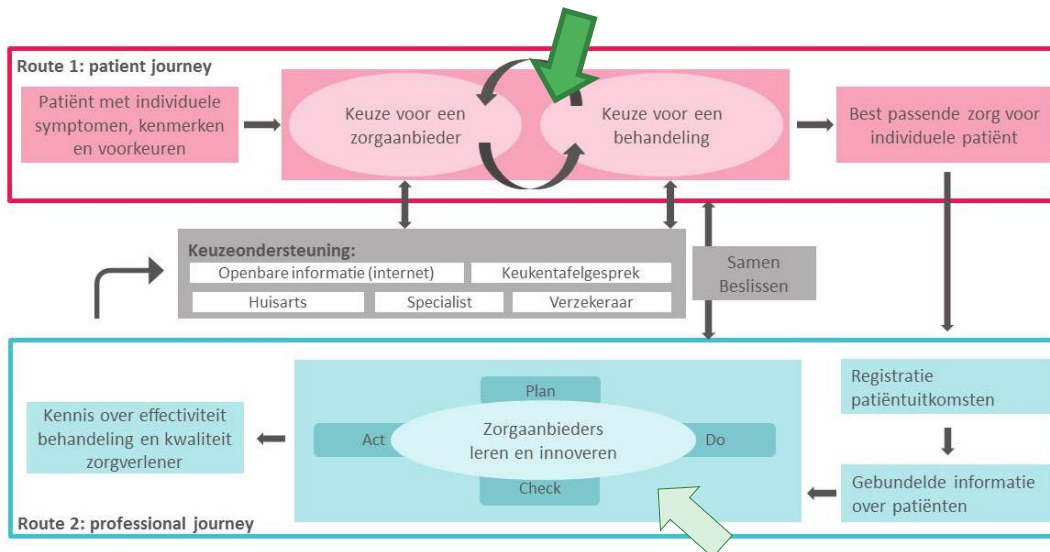 Route 1: patient journey
Patiënt met individuele
symptomen, kenmerken
en voorkeuren
Keuze voor een
zorgaanbieder
Keuze voor een
behandeling
Best passende zorg voor
individuele patiënt
Keuzeondersteuning:
Openbare informatie (internet)
Keukentafelgesprek
Huisarts
Specialist
Verzekeraar
Samen
Beslissen
Kennis over effectiviteit
behandeling en kwaliteit
zorgverlener
Plan
Act
Zorgaanbieders
leren en innoveren
Do
Check
Registratie
patiëntuitkomsten
Gebundelde informatie
over patiënten
Route 2: professional journey